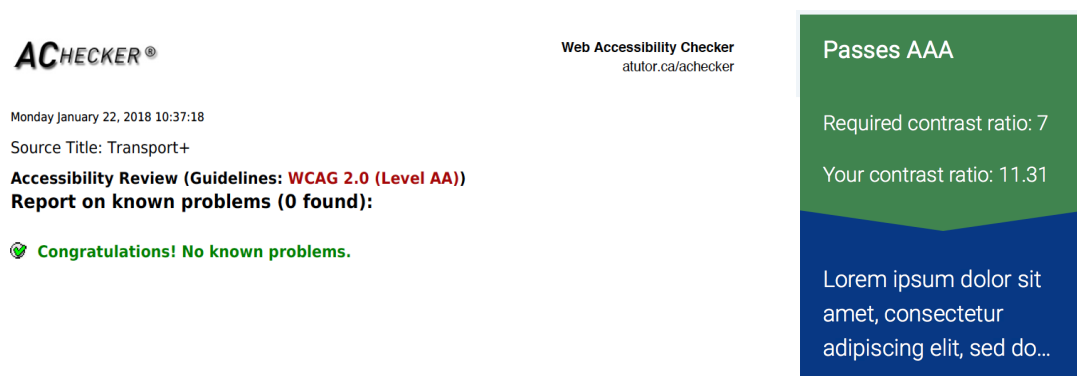 ACHECKER®
Web Accessibility Checker
atutor.ca/achecker
Monday January 22, 2018 10:37:18
Source Title: Transport+
Accessibility Review (Guidelines: WCAG 2.0 (Level AA))
Report on known problems (0 found):
Congratulations! No known problems.
Passes AAA
Required contrast ratio: 7
Your contrast ratio: 11.31
Lorem ipsum dolor sit
amet, consectetur
adipiscing elit, sed do...